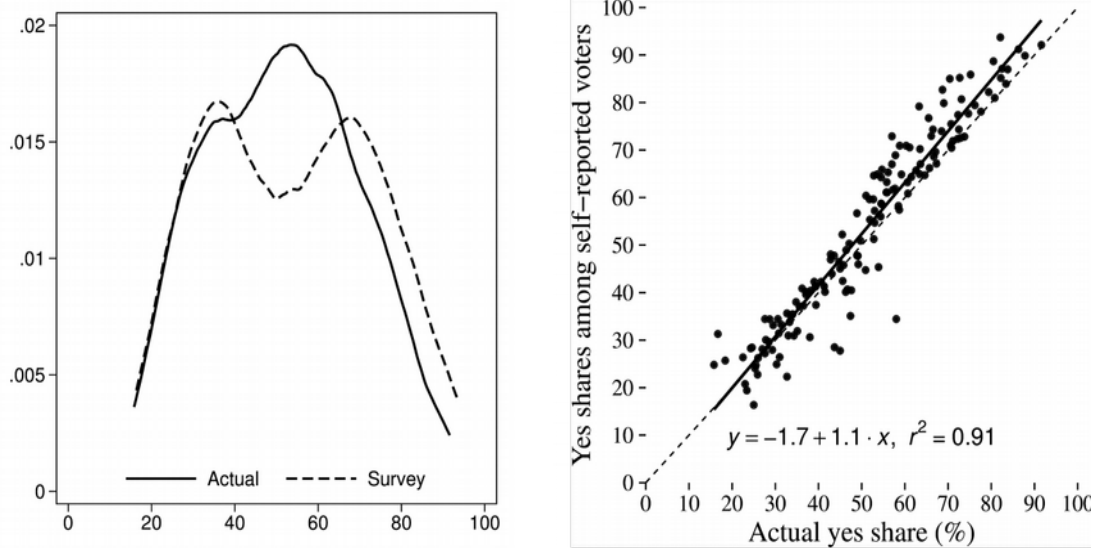 .02
.015
.01
.005
0
Actual Survey
0 20 40 60 80 100
Yes shares among self-reported voters
100
90
80
70
60
50
40
30
20
10
0
y = −1.7 + 1.1 · x, r² = 0.91
0 10 20 30 40 50 60 70 80 90 100
Actual yes share (%)